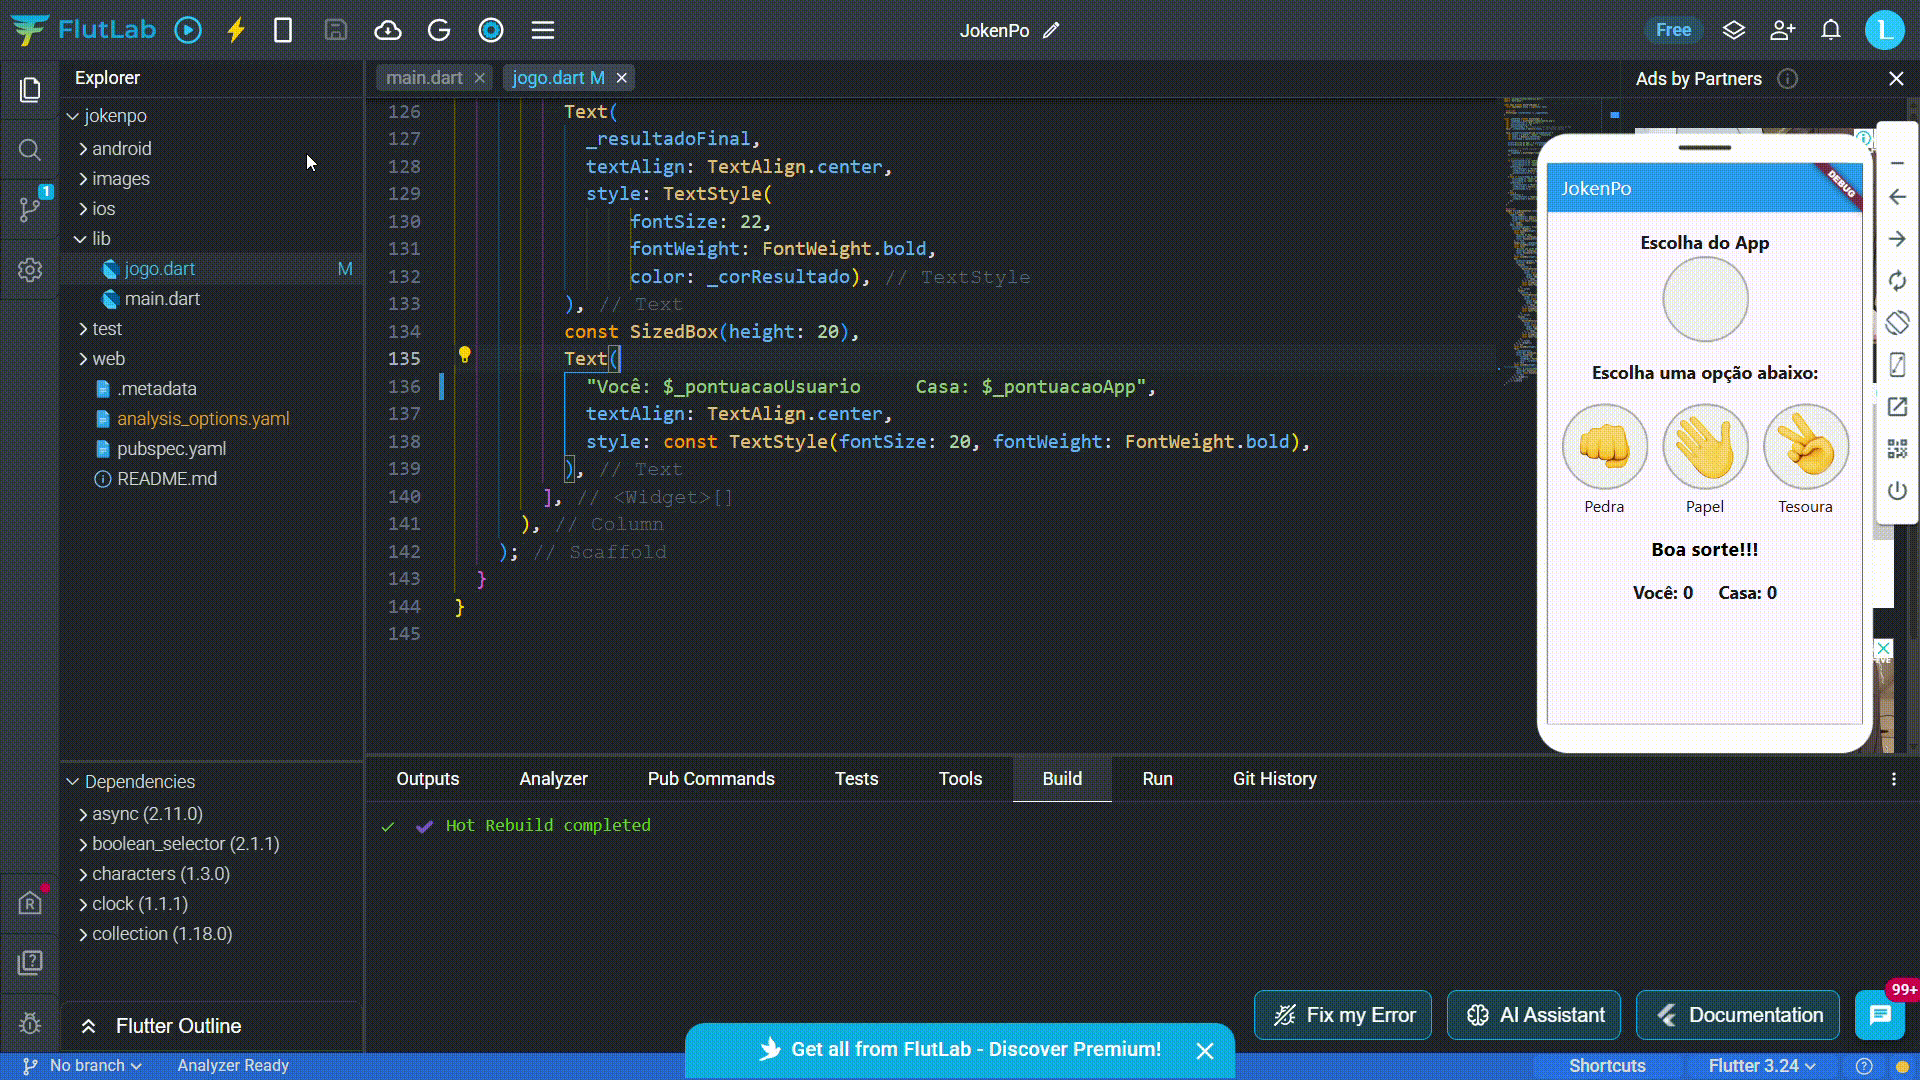 FlutLab
JokenPo
Free
L
Explorer
main.dart
jogo.dart M
Ads by Partners
jokenpo
android
images
ios
lib
jogo.dart M
main.dart
test
web
.metadata
analysis_options.yaml
pubspec.yaml
README.md
1
126 Text(
127 _resultadoFinal,
128 textAlign: TextAlign.center,
129 style: TextStyle(
130 fontSize: 22,
131 fontWeight: FontWeight.bold,
132 color: _corResultado), // TextStyle
133 ), // Text
134 const SizedBox(height: 20),
135 Text(
136 "Você: $_pontuacaoUsuario     Casa: $_pontuacaoApp",
137 textAlign: TextAlign.center,
138 style: const TextStyle(fontSize: 20, fontWeight: FontWeight.bold),
139 ), // Text
140 ], // <Widget>[]
141 ), // Column
142 ); // Scaffold
143 }
144 }
145
JokenPo
DEBUG
Escolha do App
Escolha uma opção abaixo:
Pedra Papel Tesoura
Boa sorte!!!
Você: 0 Casa: 0
Dependencies
async (2.11.0)
boolean_selector (2.1.1)
characters (1.3.0)
clock (1.1.1)
collection (1.18.0)
Flutter Outline
Outputs Analyzer Pub Commands Tests Tools Build Run Git History
Hot Rebuild completed
Fix my Error
AI Assistant
Documentation
99+
Get all from FlutLab - Discover Premium!
No branch
Analyzer Ready
Shortcuts
Flutter 3.24